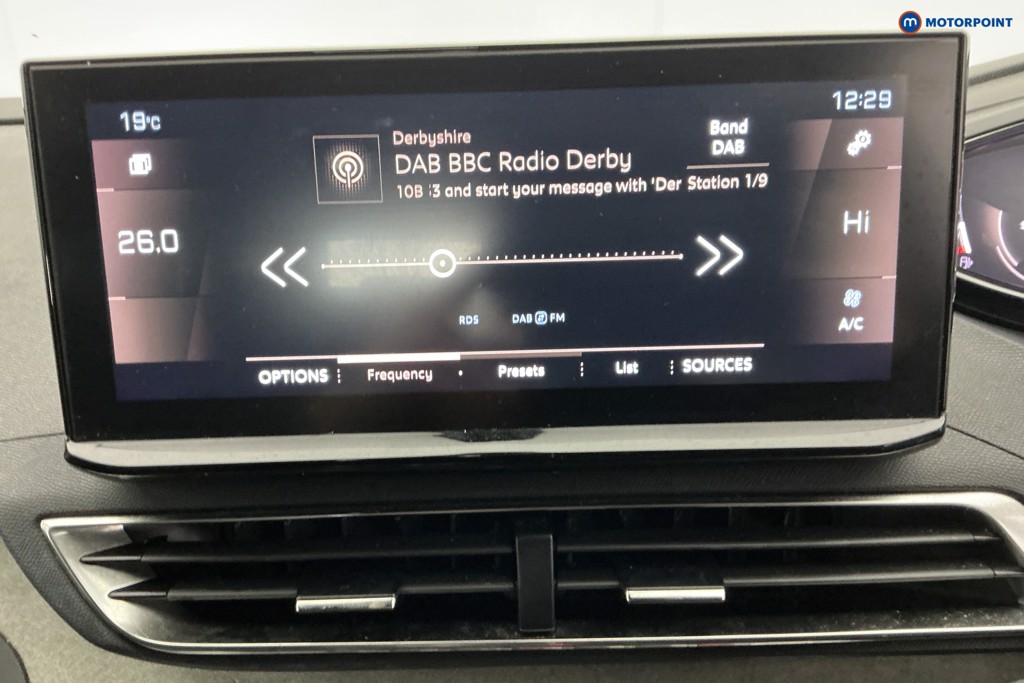 MOTORPOINT
19°C
12:29
Derbyshire
DAB BBC Radio Derby
10B :3 and start your message with 'Der
Band
DAB
Station 1/9
26.0
Hi
A/C
RDS DAB FM
OPTIONS Frequency Presets List SOURCES